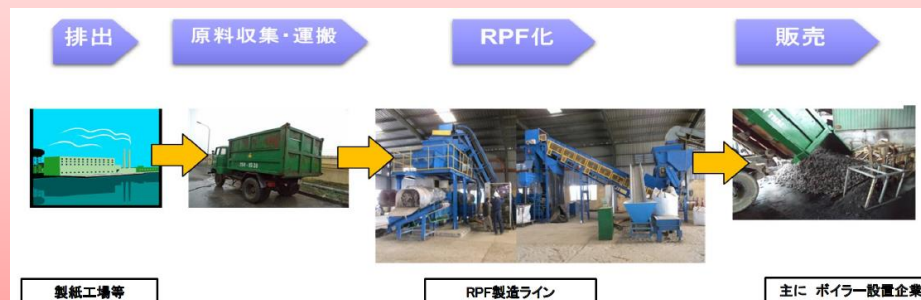 排出
原料収集・運搬
RPF化
販売
製紙工場等
RPF製造ライン
主に ボイラー設置企業